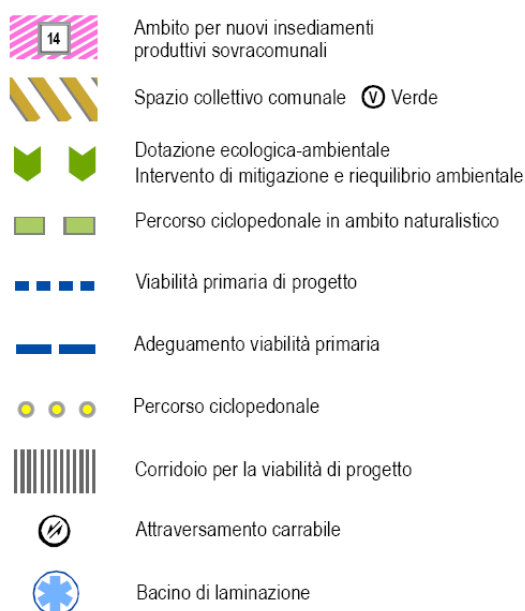 14 Ambito per nuovi insediamenti
produttivi sovracomunali
Spazio collettivo comunale V Verde
Dotazione ecologica-ambientale
Intervento di mitigazione e riequilibrio ambientale
Percorso ciclopedonale in ambito naturalistico
Viabilità primaria di progetto
Adeguamento viabilità primaria
Percorso ciclopedonale
Corridoio per la viabilità di progetto
Attraversamento carrabile
Bacino di laminazione